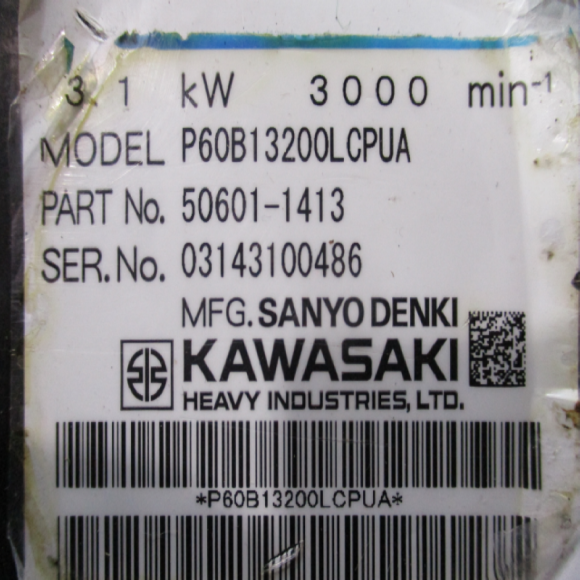 3.1 kW 3000 min-1
MODEL P60B13200LCPUA
PART No. 50601-1413
SER.No. 03143100486
MFG. SANYO DENKI
KAWASAKI
HEAVY INDUSTRIES, LTD.
*P60B13200LCPUA*